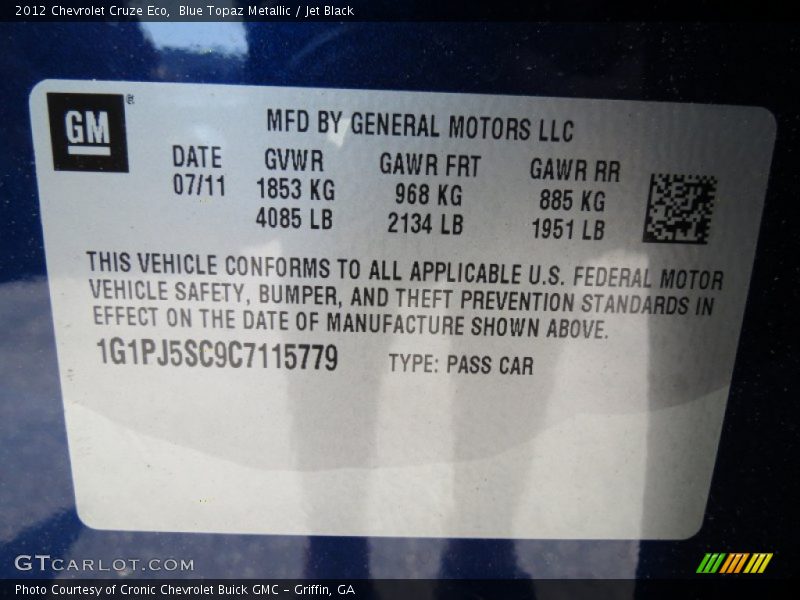 2012 Chevrolet Cruze Eco, Blue Topaz Metallic / Jet Black
GM ®
MFD BY GENERAL MOTORS LLC
DATE GVWR GAWR FRT GAWR RR
07/11 1853 KG 968 KG 885 KG
4085 LB 2134 LB 1951 LB
THIS VEHICLE CONFORMS TO ALL APPLICABLE U.S. FEDERAL MOTOR
VEHICLE SAFETY, BUMPER, AND THEFT PREVENTION STANDARDS IN
EFFECT ON THE DATE OF MANUFACTURE SHOWN ABOVE.
1G1PJ5SC9C7115779 TYPE: PASS CAR
GTCARLOT.COM
Photo Courtesy of Cronic Chevrolet Buick GMC - Griffin, GA